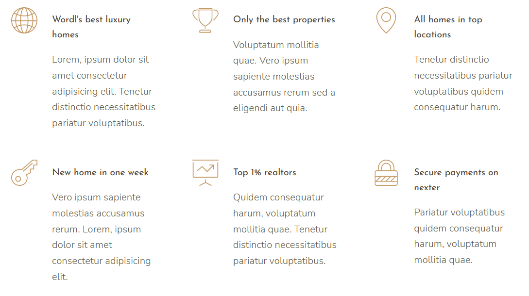 Wordl's best luxury
homes
Lorem, ipsum dolor sit
amet consectetur
adipisicing elit. Tenetur
distinctio necessitatibus
pariatur voluptatibus.
Only the best properties
Voluptatum mollitia
quae. Vero ipsum
sapiente molestias
accusamus rerum sed a
eligendi aut quia.
All homes in top
locations
Tenetur distinctio
necessitatibus pariatur
voluptatibus quidem
consequatur harum.
New home in one week
Vero ipsum sapiente
molestias accusamus
rerum. Lorem, ipsum
dolor sit amet
consectetur adipisicing
elit.
Top 1% realtors
Quidem consequatur
harum, voluptatum
mollitia quae. Tenetur
distinctio necessitatibus
pariatur voluptatibus.
Secure payments on
nexter
Pariatur voluptatibus
quidem consequatur
harum, voluptatum
mollitia quae.